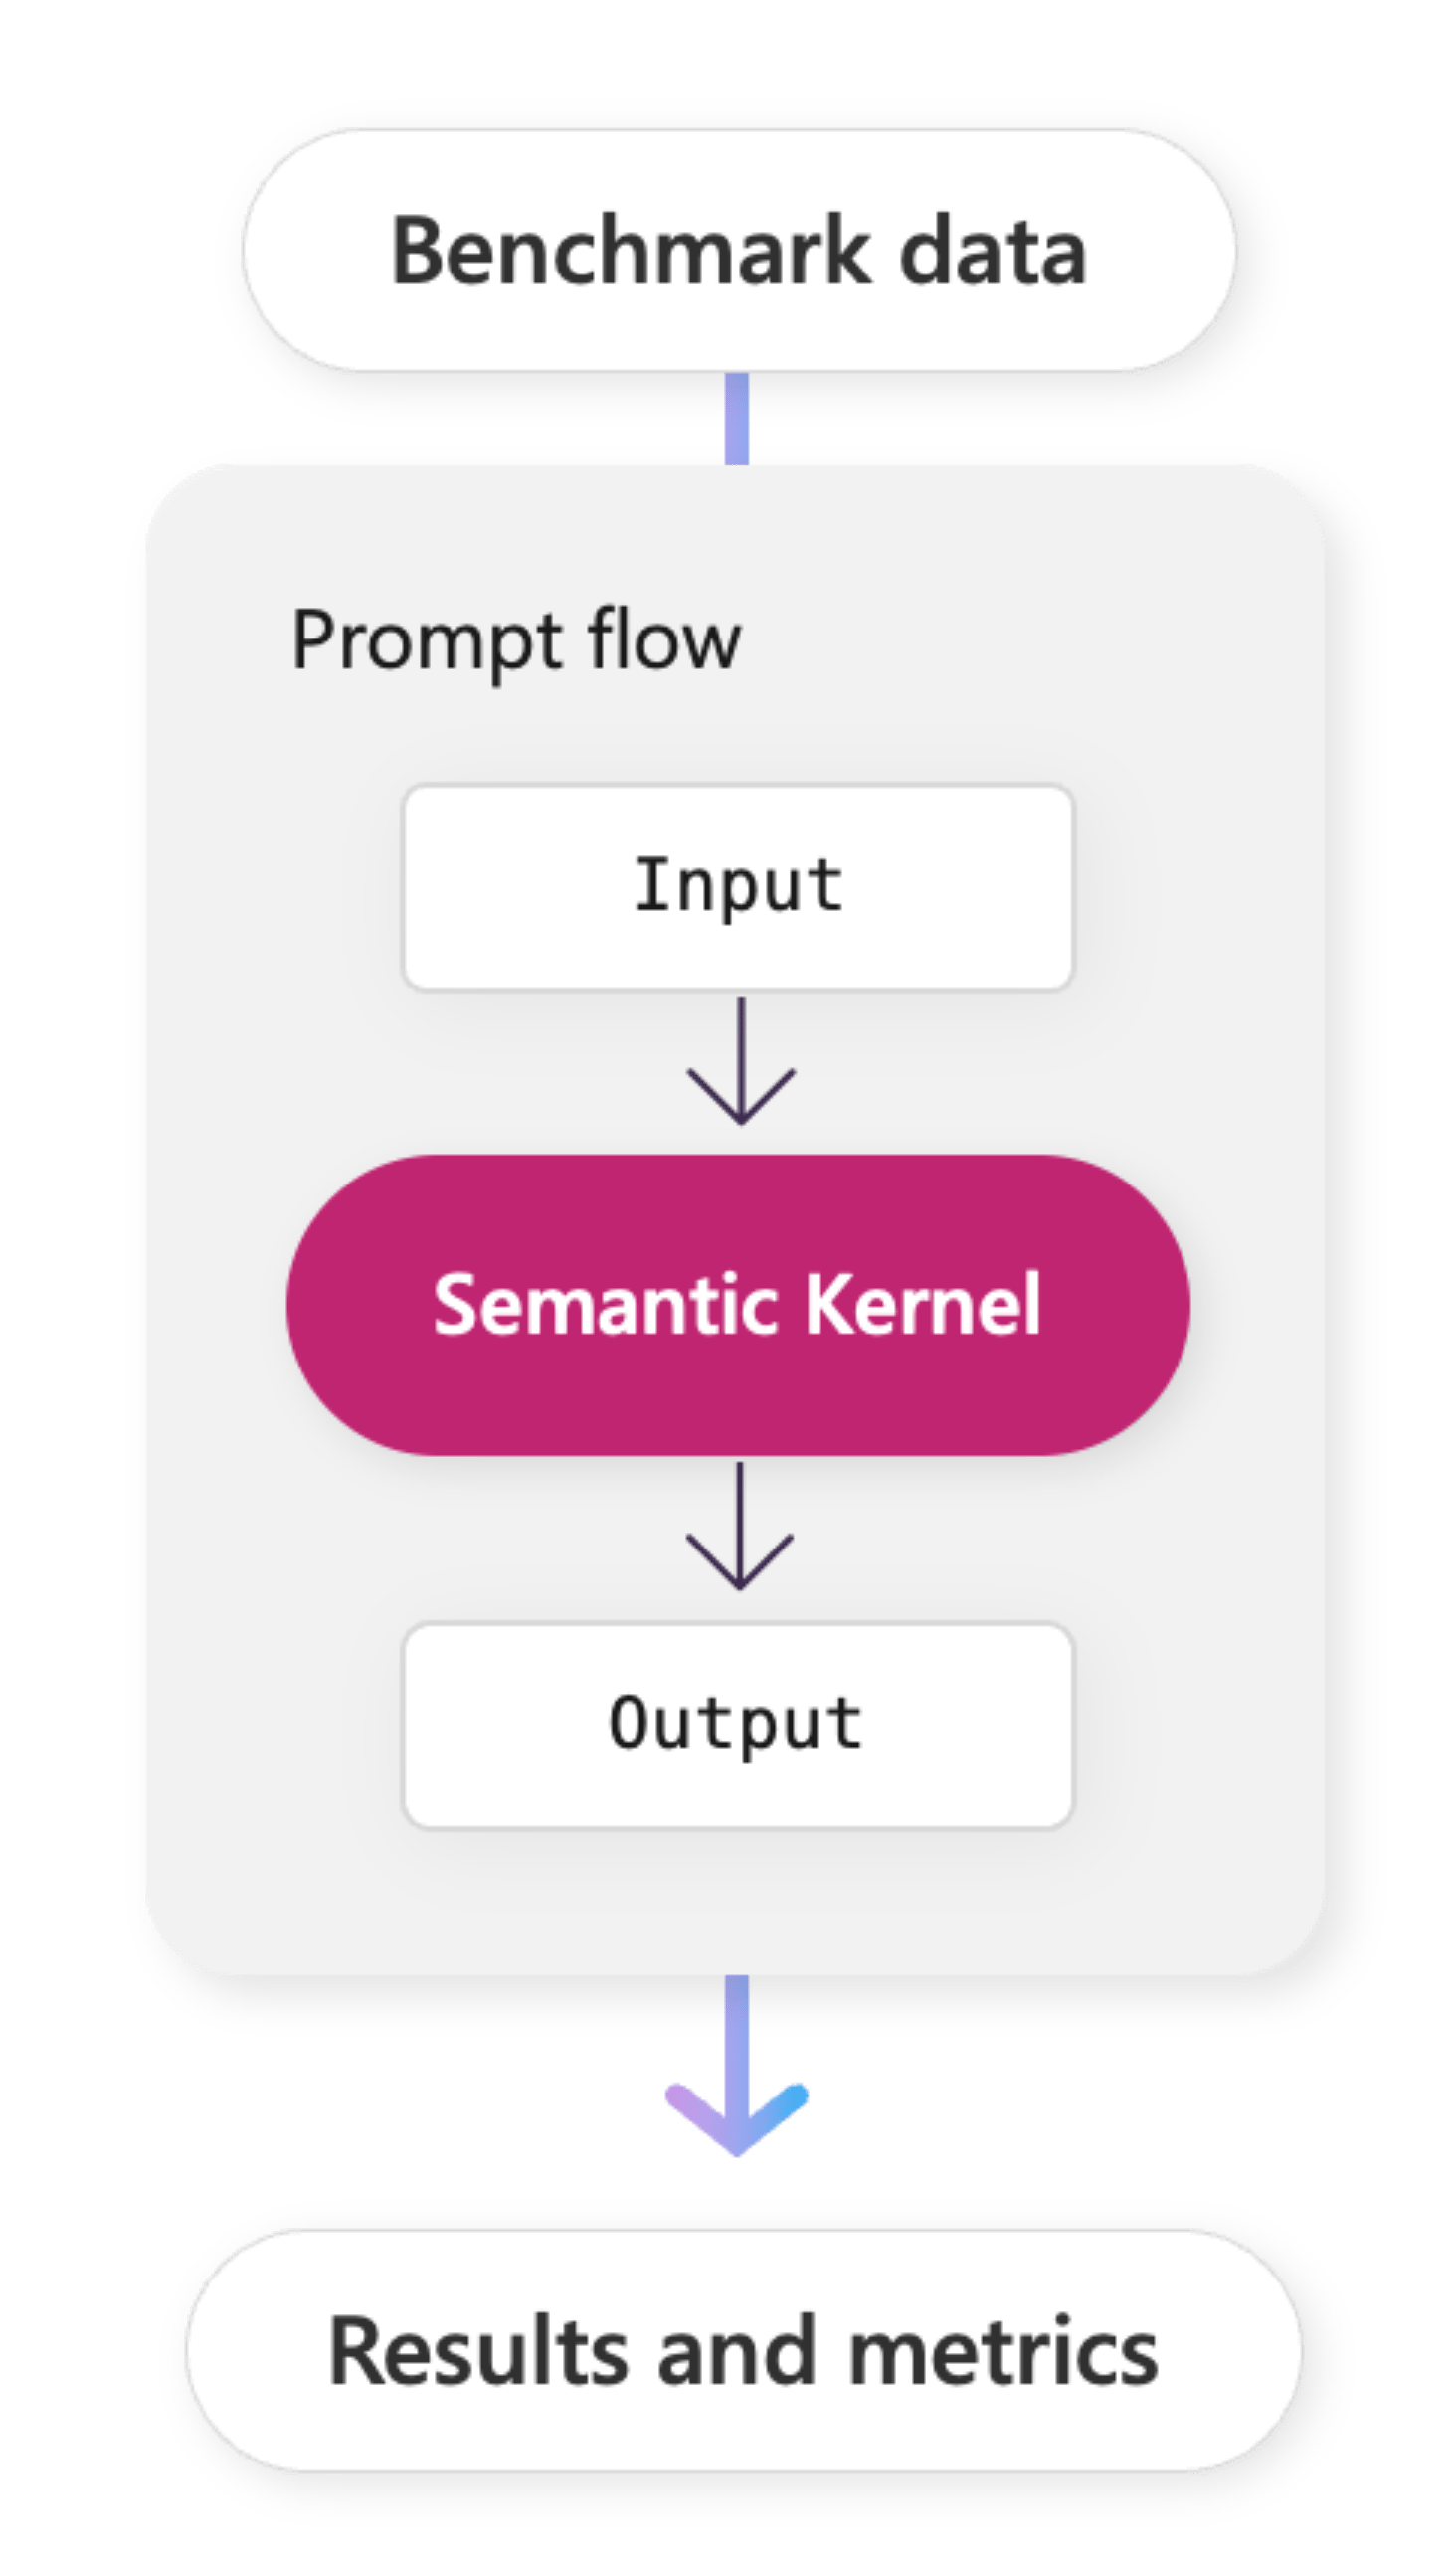 Benchmark data
Prompt flow
Input
Semantic Kernel
Output
Results and metrics